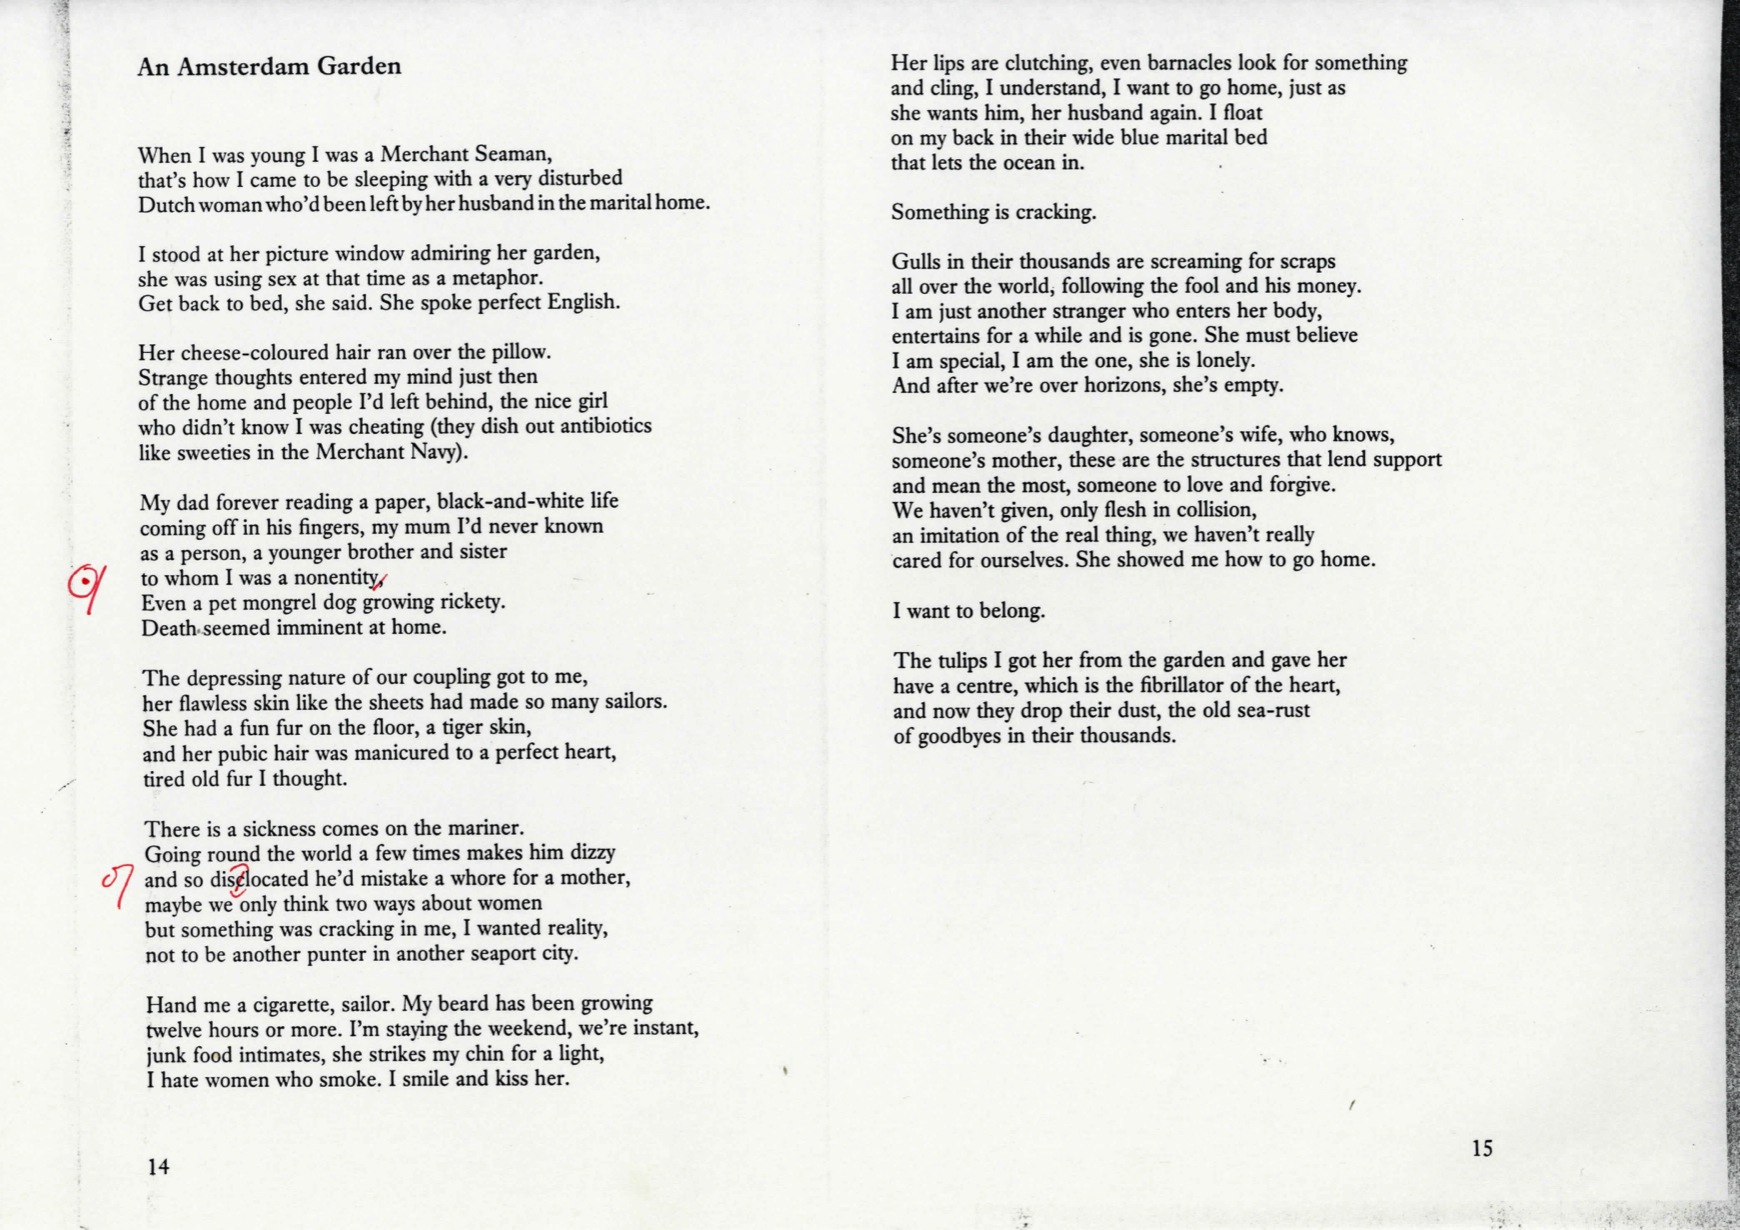 An Amsterdam Garden
When I was young I was a Merchant Seaman,
that's how I came to be sleeping with a very disturbed
Dutch woman who'd been left by her husband in the marital home.
I stood at her picture window admiring her garden,
she was using sex at that time as a metaphor.
Get back to bed, she said. She spoke perfect English.
Her cheese-coloured hair ran over the pillow.
Strange thoughts entered my mind just then
of the home and people I'd left behind, the nice girl
who didn't know I was cheating (they dish out antibiotics
like sweeties in the Merchant Navy).
My dad forever reading a paper, black-and-white life
coming off in his fingers, my mum I'd never known
as a person, a younger brother and sister
to whom I was a nonentity,
Even a pet mongrel dog growing rickety.
Death seemed imminent at home.
The depressing nature of our coupling got to me,
her flawless skin like the sheets had made so many sailors.
She had a fun fur on the floor, a tiger skin,
and her pubic hair was manicured to a perfect heart,
tired old fur I thought.
There is a sickness comes on the mariner.
Going round the world a few times makes him dizzy
and so dislocated he'd mistake a whore for a mother,
maybe we only think two ways about women
but something was cracking in me, I wanted reality,
not to be another punter in another seaport city.
Hand me a cigarette, sailor. My beard has been growing
twelve hours or more. I'm staying the weekend, we're instant,
junk food intimates, she strikes my chin for a light,
I hate women who smoke. I smile and kiss her.
14
Her lips are clutching, even barnacles look for something
and cling, I understand, I want to go home, just as
she wants him, her husband again. I float
on my back in their wide blue marital bed
that lets the ocean in.
Something is cracking.
Gulls in their thousands are screaming for scraps
all over the world, following the fool and his money.
I am just another stranger who enters her body,
entertains for a while and is gone. She must believe
I am special, I am the one, she is lonely.
And after we're over horizons, she's empty.
She's someone's daughter, someone's wife, who knows,
someone's mother, these are the structures that lend support
and mean the most, someone to love and forgive.
We haven't given, only flesh in collision,
an imitation of the real thing, we haven't really
cared for ourselves. She showed me how to go home.
I want to belong.
The tulips I got her from the garden and gave her
have a centre, which is the fibrillator of the heart,
and now they drop their dust, the old sea-rust
of goodbyes in their thousands.
15